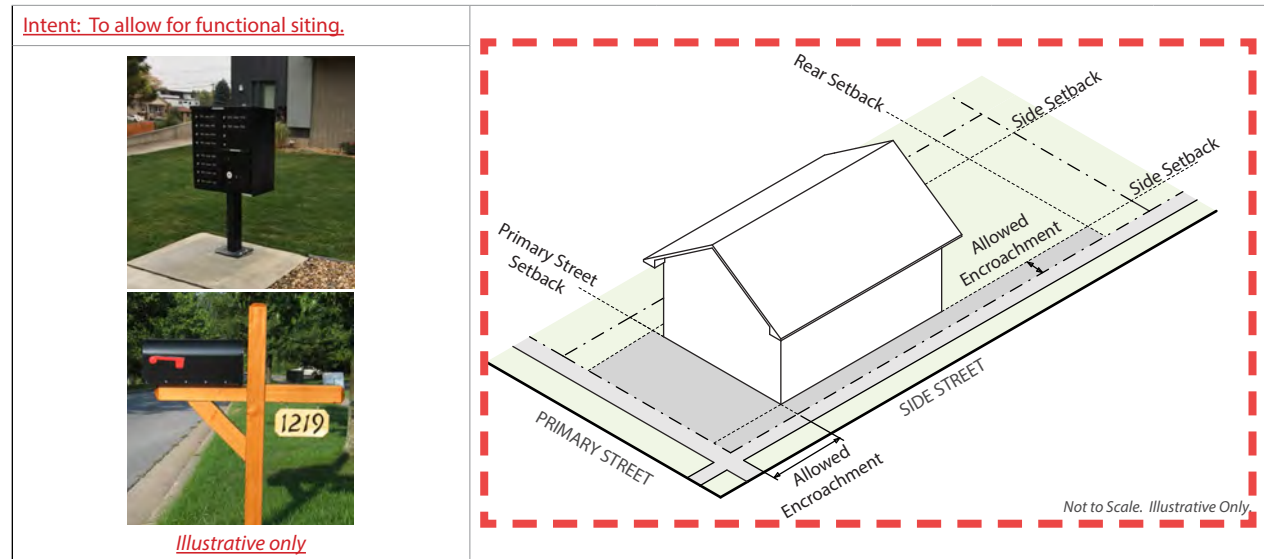 Intent: To allow for functional siting.
1219
Illustrative only
Rear Setback
Side Setback
Side Setback
Primary Street
Setback
Allowed
Encroachment
SIDE STREET
PRIMARY STREET
Allowed
Encroachment
Not to Scale. Illustrative Only.